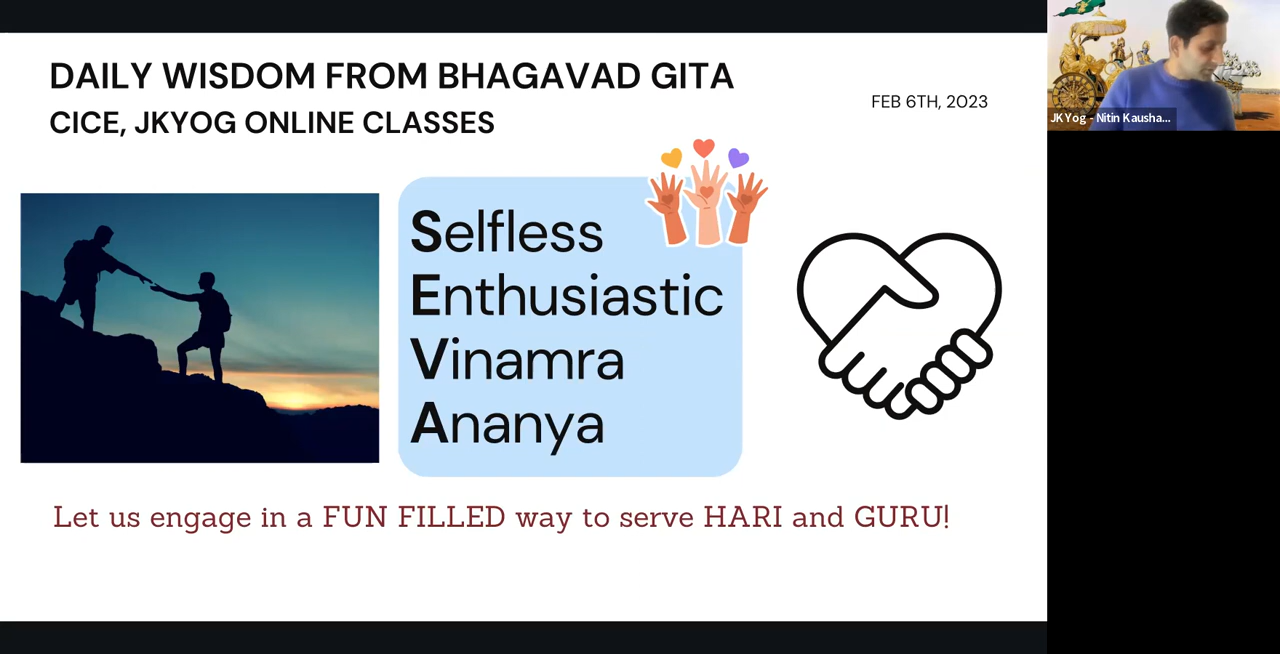 DAILY WISDOM FROM BHAGAVAD GITA
CICE, JKYOG ONLINE CLASSES
FEB 6TH, 2023
Selfless
Enthusiastic
Vinamra
Ananya
Let us engage in a FUN FILLED way to serve HARI and GURU!
JKYog - Nitin Kausha...